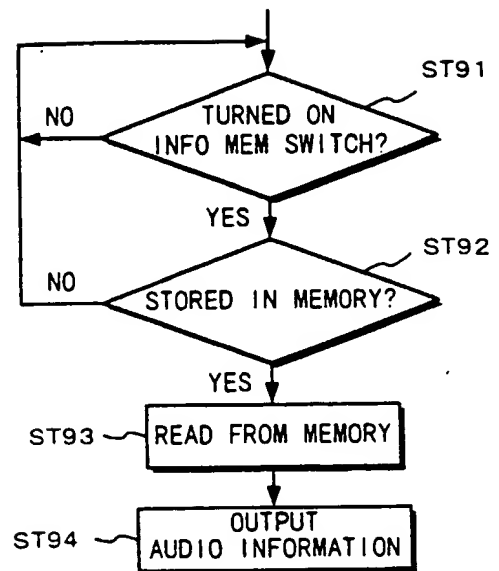 ST91
TURNED ON
INFO MEM SWITCH?
NO
YES
ST92
STORED IN MEMORY?
NO
YES
ST93
READ FROM MEMORY
ST94
OUTPUT
AUDIO INFORMATION